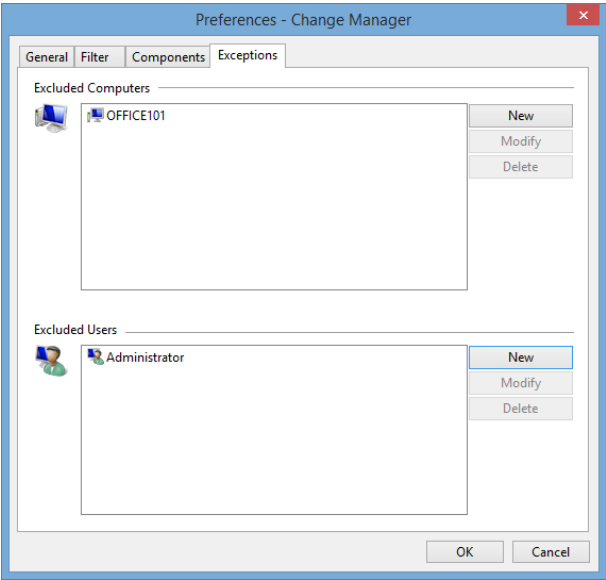 Preferences - Change Manager
General Filter Components Exceptions
Excluded Computers
OFFICE101
New
Modify
Delete
Excluded Users
Administrator
New
Modify
Delete
OK Cancel